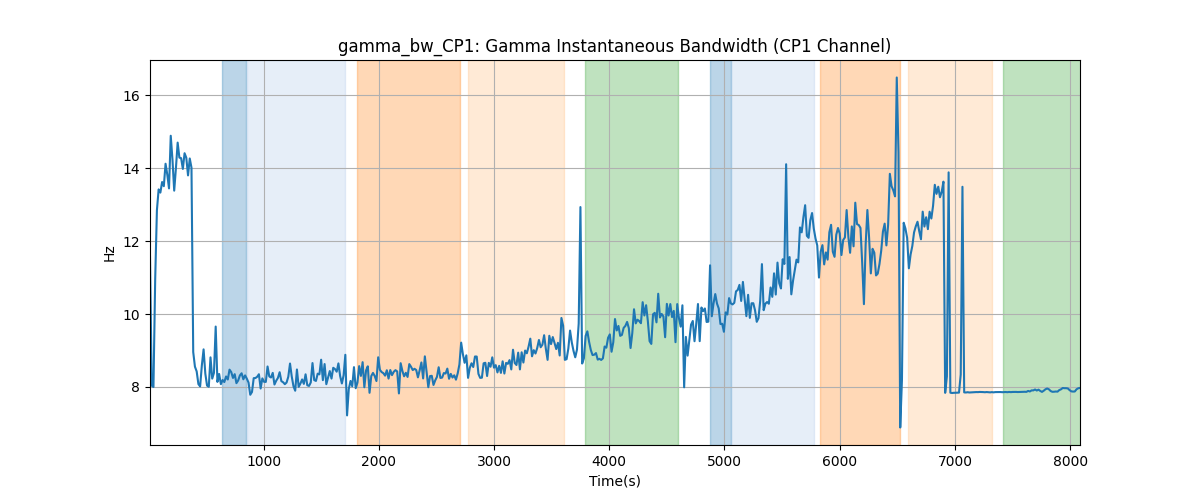 gamma_bw_CP1: Gamma Instantaneous Bandwidth (CP1 Channel)
16
14
12
10
8
Hz
1000 2000 3000 4000 5000 6000 7000 8000
Time(s)